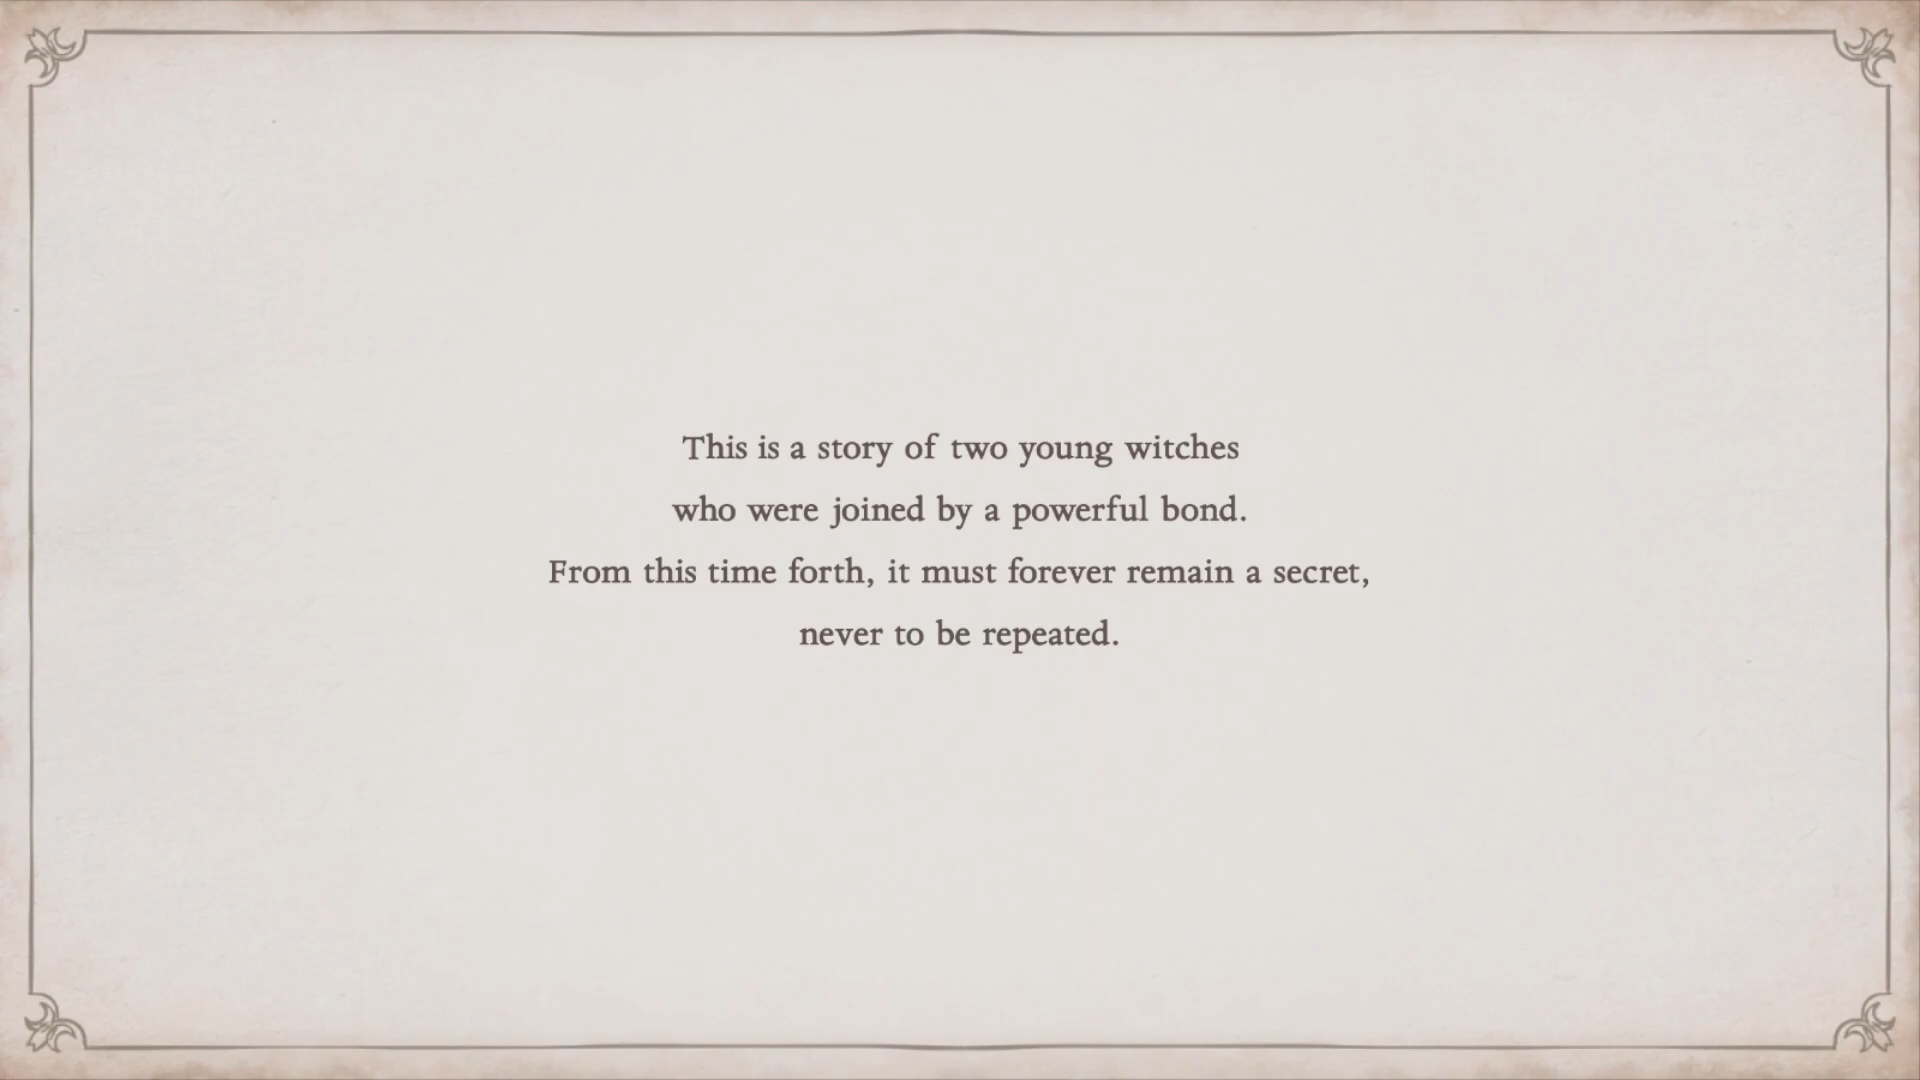 This is a story of two young witches
who were joined by a powerful bond.
From this time forth, it must forever remain a secret,
never to be repeated.